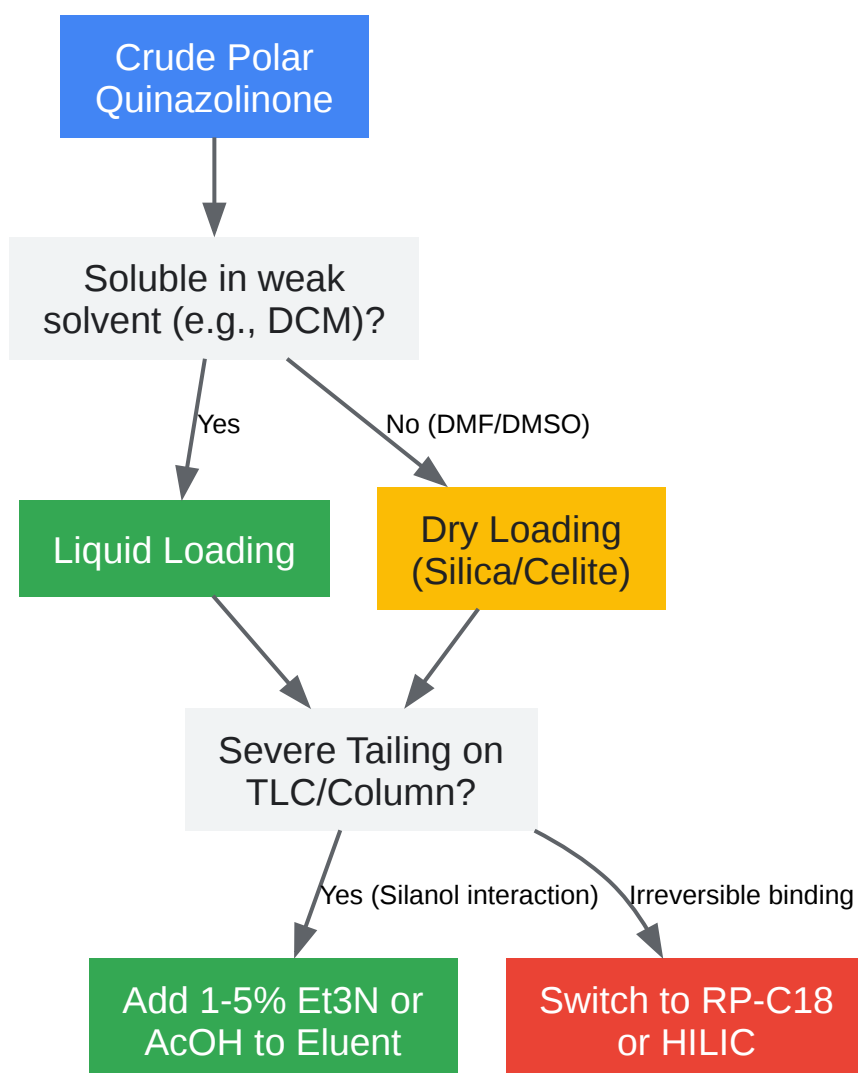 Crude Polar
Quinazolinone
Soluble in weak
solvent (e.g., DCM)?
Yes
No (DMF/DMSO)
Liquid Loading
Dry Loading
(Silica/Celite)
Severe Tailing on
TLC/Column?
Yes (Silanol interaction)
Irreversible binding
Add 1-5% Et3N or
AcOH to Eluent
Switch to RP-C18
or HILIC